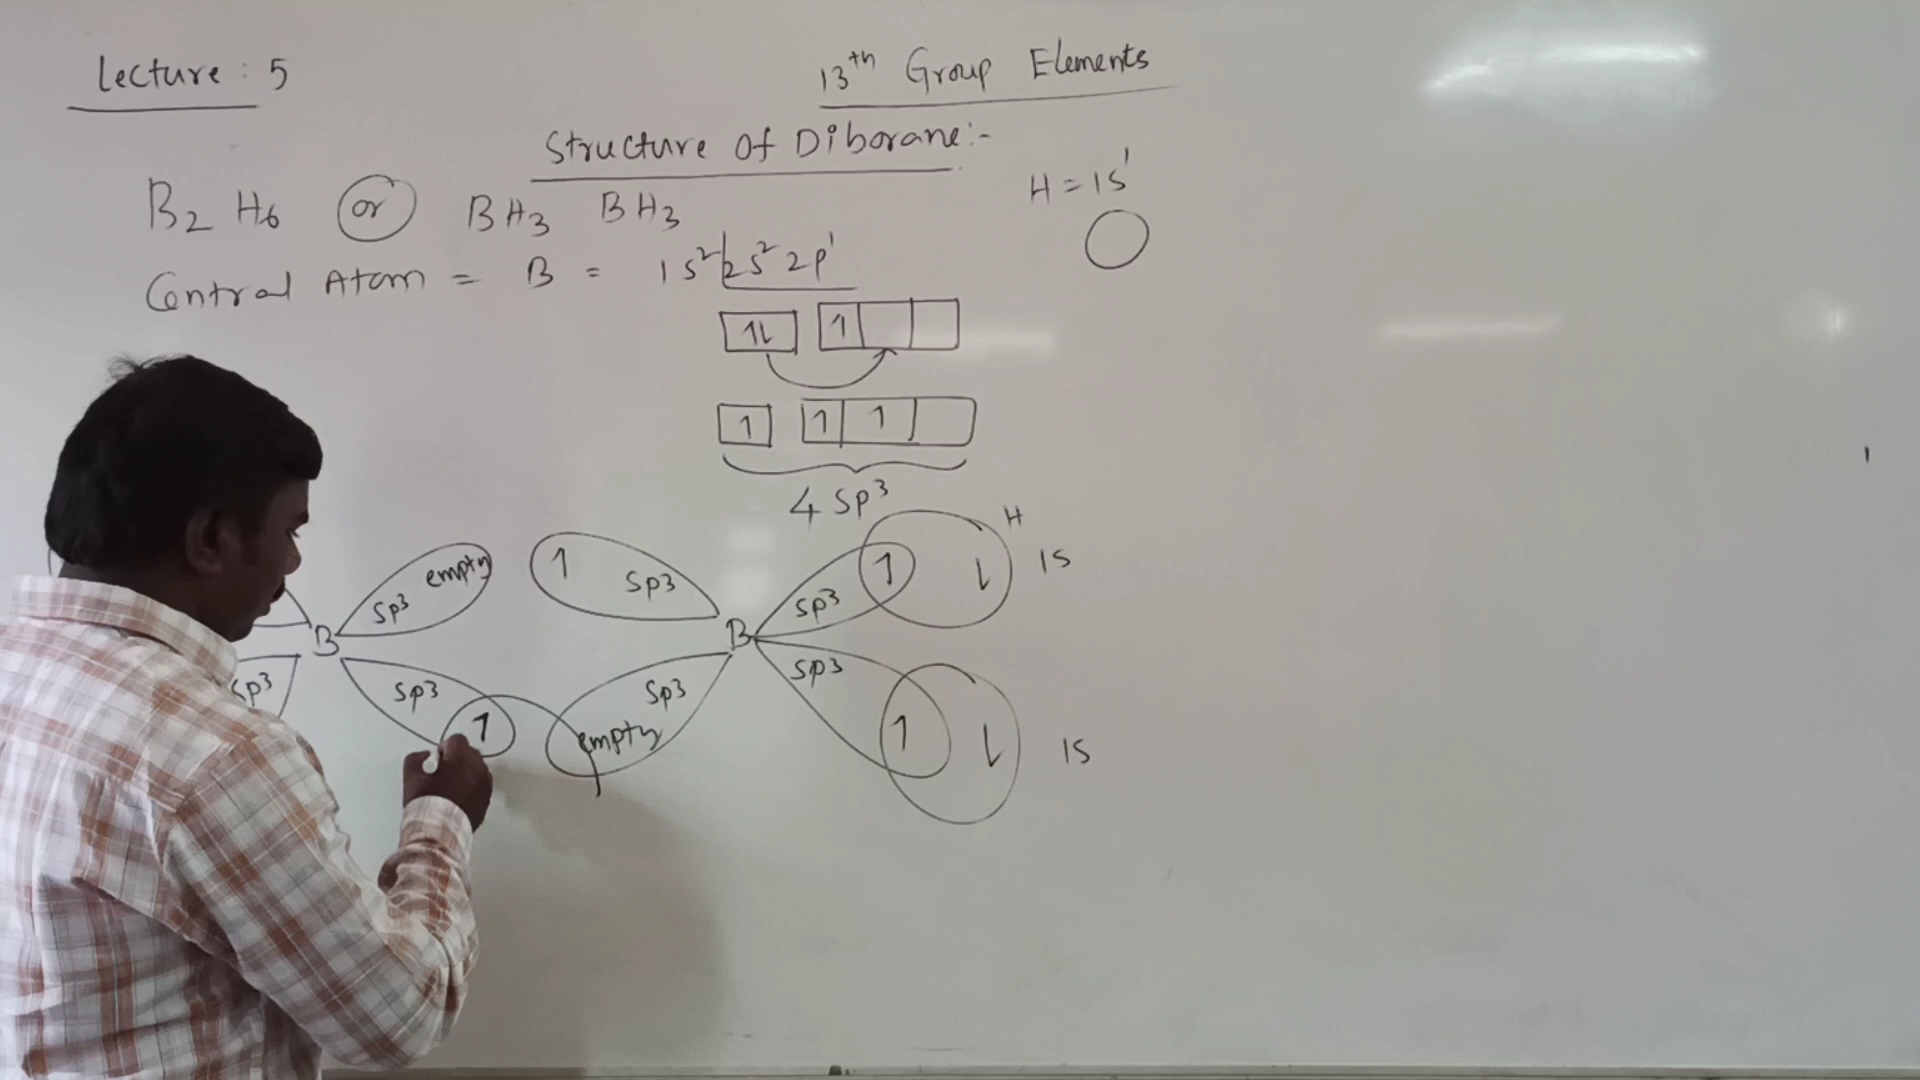 Lecture : 5
13th Group Elements
Structure Of Diborane:-
B2 H6 or BH3 BH3
H = 1s1
Central Atom = B = 1s2 2s2 2p1
1l 1
1 1 1
4 sp3
H
empty 1 sp3 1 l 1s
sp3 sp3
B B
sp3 sp3 sp3 sp3
1 empty 1 l 1s